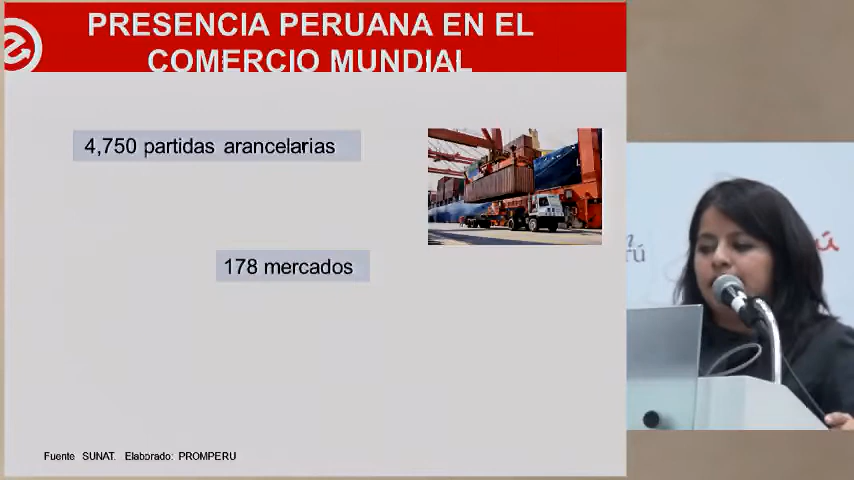 PRESENCIA PERUANA EN EL
COMERCIO MUNDIAL
4,750 partidas arancelarias
178 mercados
Fuente SUNAT. Elaborado: PROMPERU